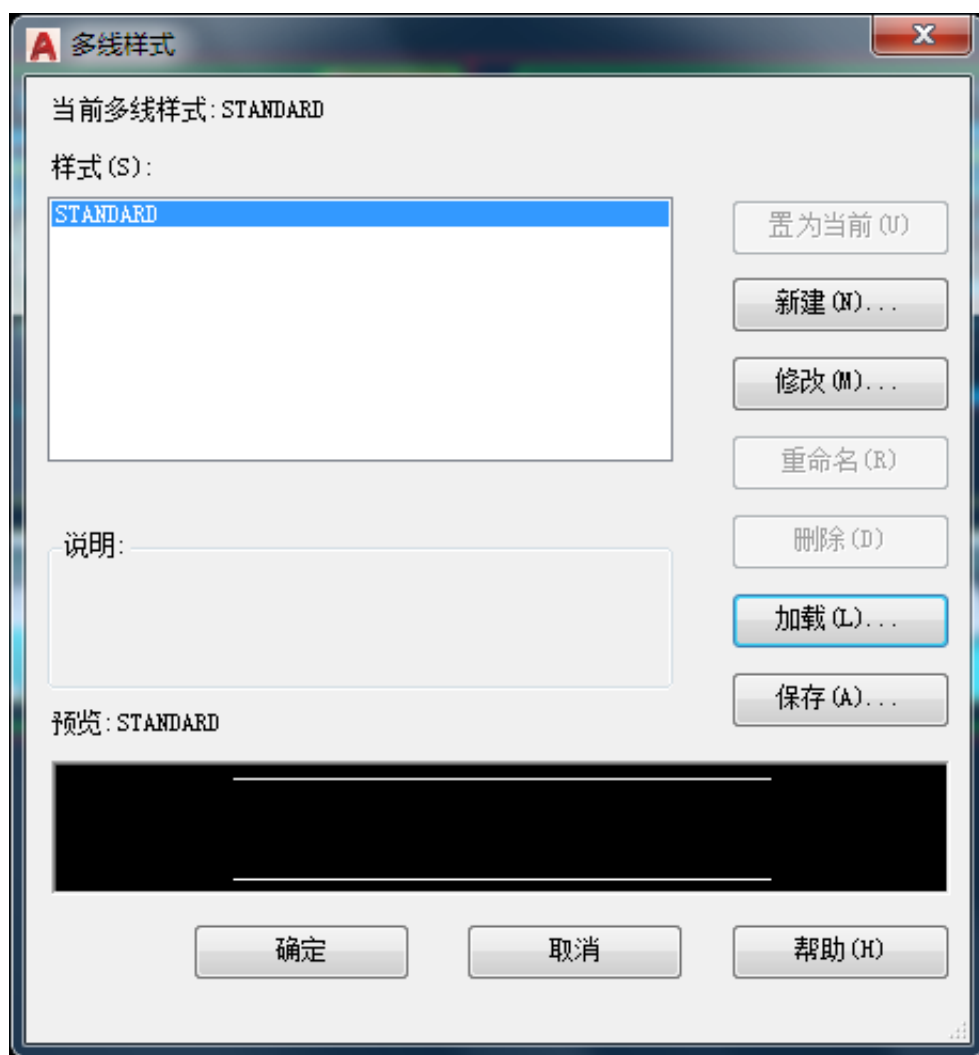 多线样式
当前多线样式:STANDARD
样式(S):
STANDARD
置为当前(U)
新建(N)...
修改(M)...
重命名(R)
删除(D)
说明:
加载(L)...
保存(A)...
预览:STANDARD
确定
取消
帮助(H)